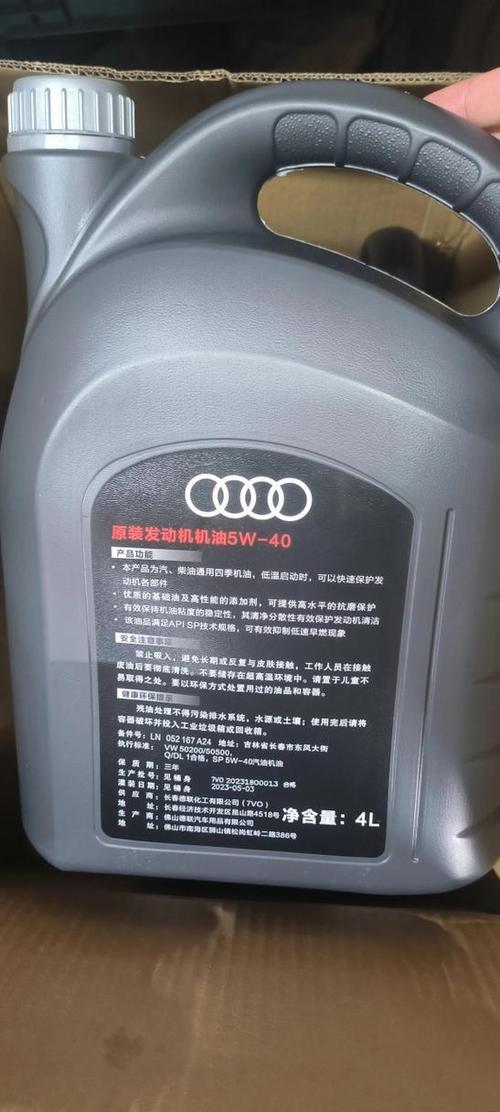 原装发动机机油5W-40
产品功能
· 本产品为汽、柴油通用四季机油，低温启动时，可以快速保护发
动机各部件
· 优质的基础油及高性能的添加剂，可提供高水平的抗磨保护
· 有效保持机油粘度的稳定性，其清净分散性有效保护发动机清洁
· 该油品满足API SP技术规格，可有效抑制低速早燃现象
安全注意事项
禁止吸入，避免长期或反复与皮肤接触，工作人员在接触
废油后要彻底清洗。不要储存在超高温环境中。请置于儿童不
易取得之处。要以环保方式处置用过的油品和容器。
健康环保提示
残油处理不得污染排水系统，水源或土壤；使用完后请将
容器破坏并投入工业垃圾箱或回收箱。
备件号：LN 052 167 A24 地址：吉林省长春市东风大街
执行标准：VW 50200/50500,
Q/DL 1合格，SP 5W-40汽油机油
保质期：三年
生产批号：见桶身 7VO 20231800013 合格
灌装日期：见桶身 2023-05-03
供应商：长春德联化工有限公司（7VO）
地址：长春经济技术开发区昆山路4518号
生产商：佛山德联汽车用品有限公司
地址：佛山市南海区狮山镇松岗虹岭二路386号
净含量：4L